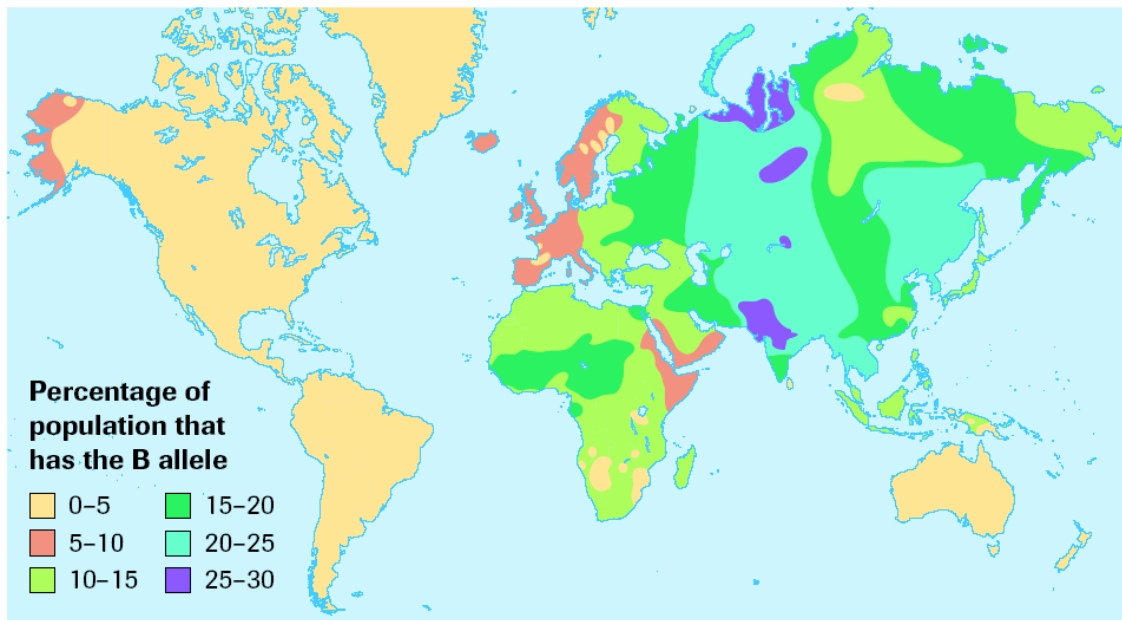 Percentage of
population that
has the B allele
0–5
15–20
5–10
20–25
10–15
25–30